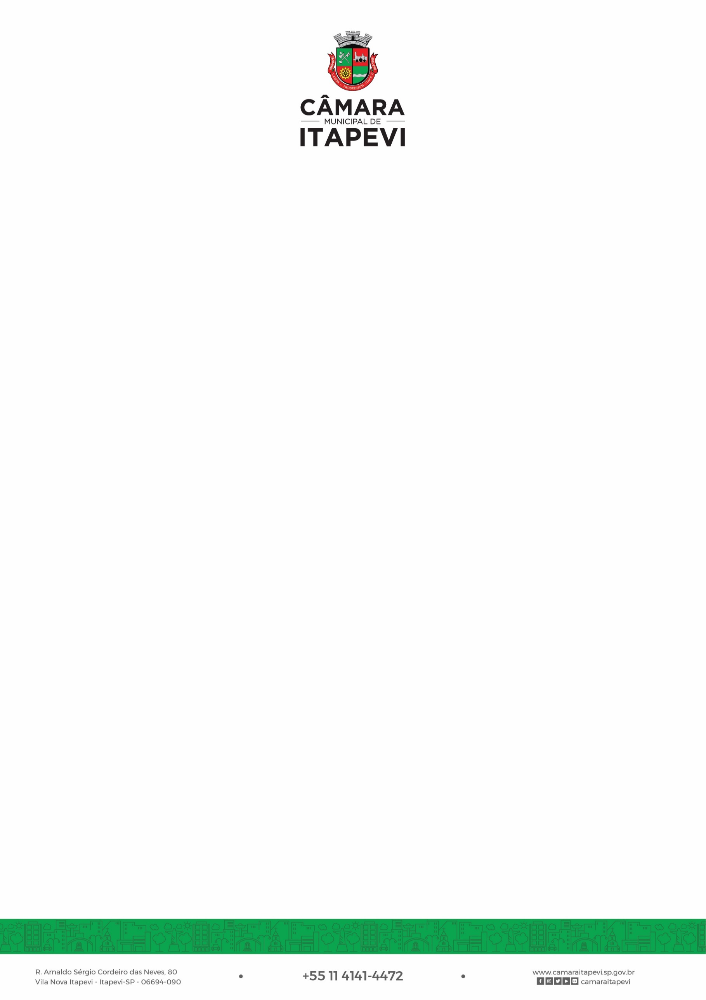 LABOR PROGRESSUM - ITAPEVI
CÂMARA
MUNICIPAL DE
ITAPEVI
R. Arnaldo Sérgio Cordeiro das Neves, 80
Vila Nova Itapevi - Itapevi-SP - 06694-090
+55 11 4141-4472
www.camaraitapevi.sp.gov.br
camaraitapevi